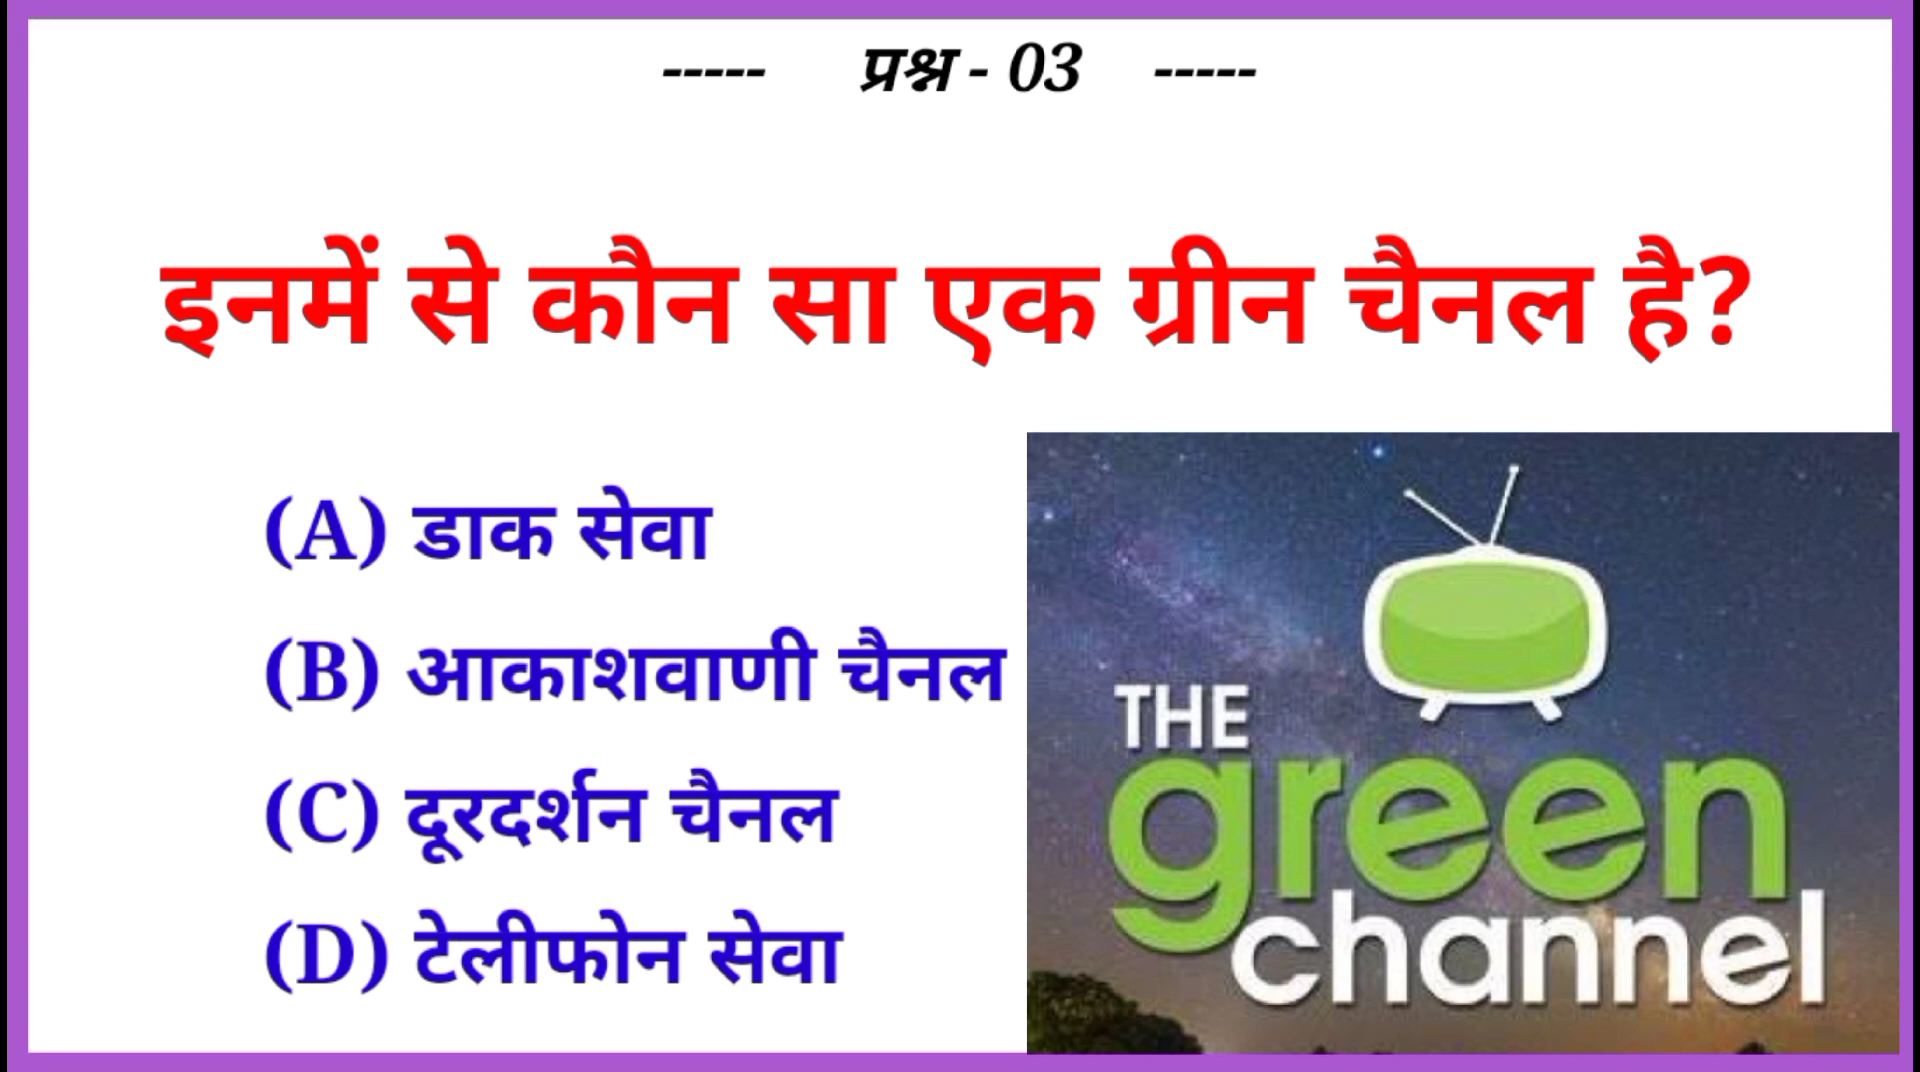 ----- प्रश्न - 03 -----
इनमें से कौन सा एक ग्रीन चैनल है?
(A) डाक सेवा
(B) आकाशवाणी चैनल
(C) दूरदर्शन चैनल
(D) टेलीफोन सेवा
THE
green
channel